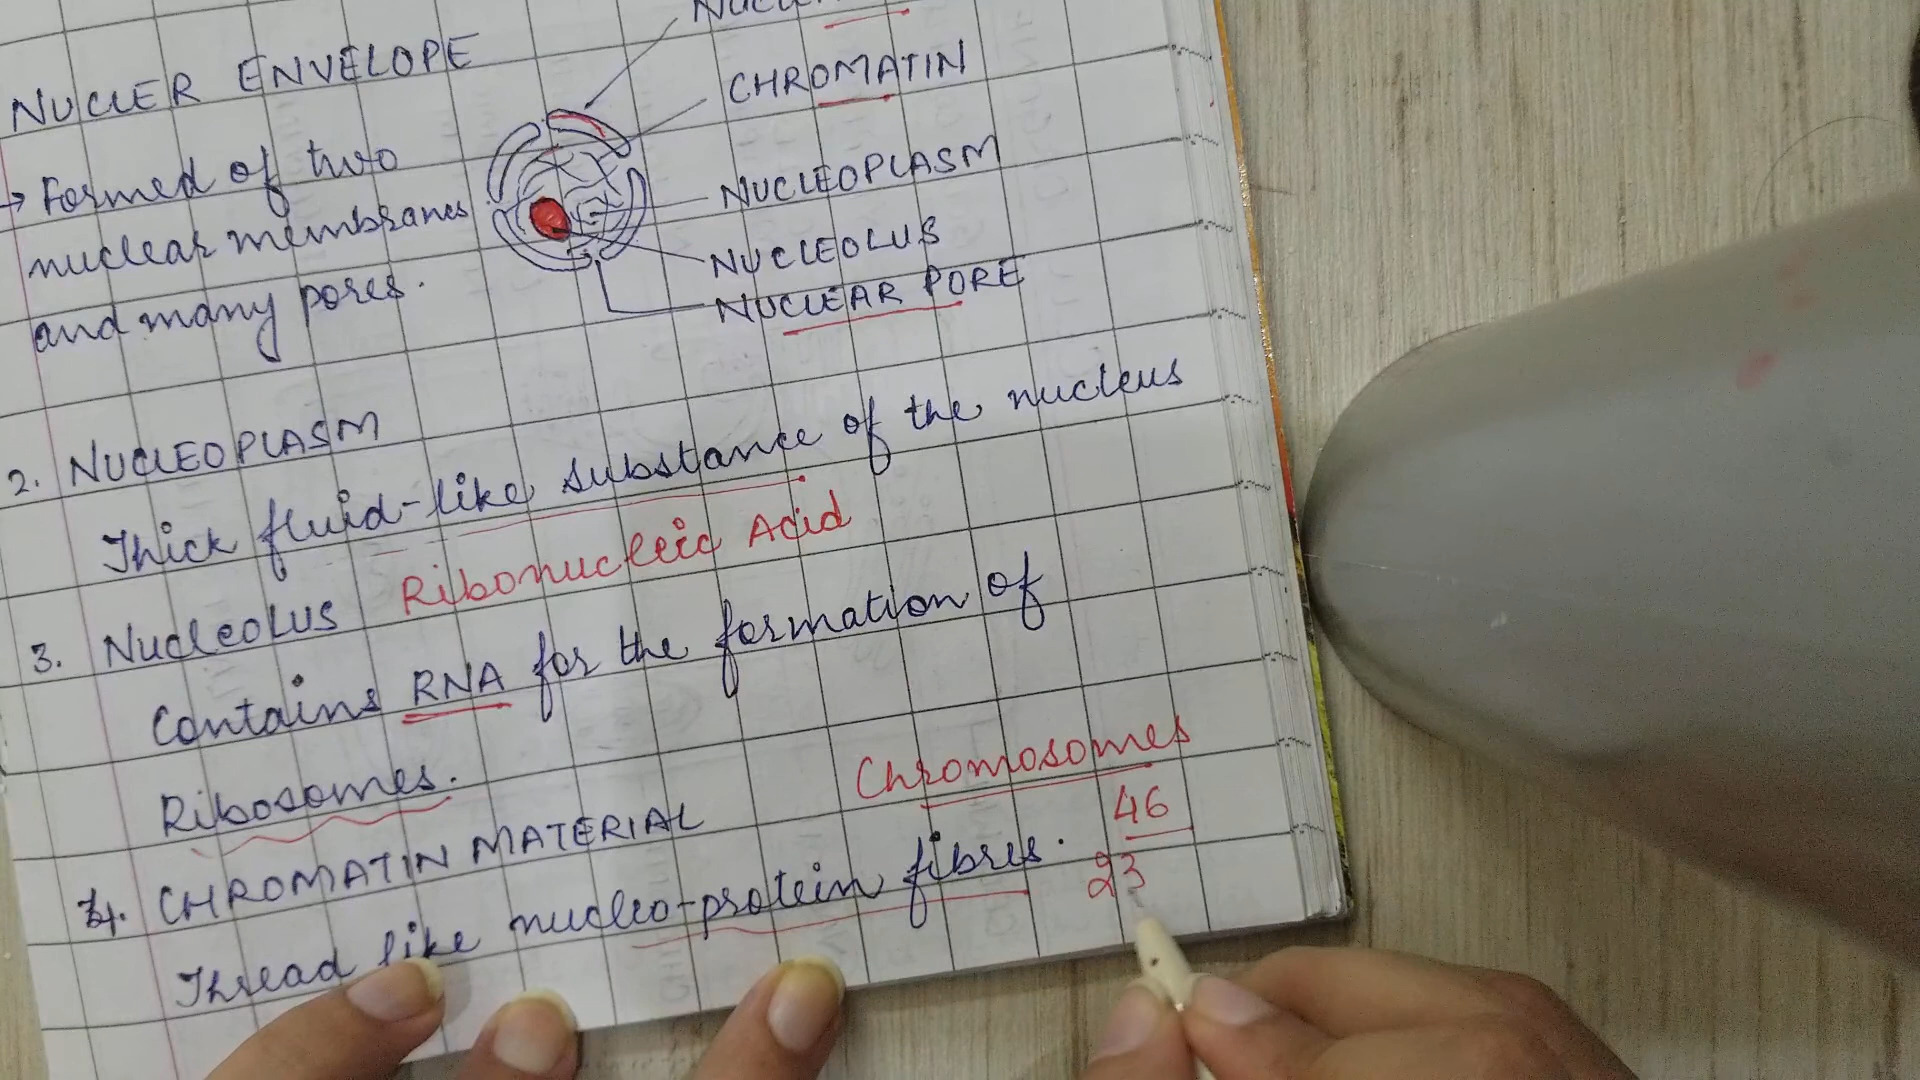 NUCLER ENVELOPE
→ Formed of two
nuclear membranes
and many pores.
CHROMATIN
NUCLEOPLASM
NUCLEOLUS
NUCLEAR PORE
2. NUCLEOPLASM
Thick fluid-like substance of the nucleus
Ribonucleic Acid
3. NUCLEOLUS
Contains RNA for the formation of
Ribosomes.
Chromosomes
46
23
4. CHROMATIN MATERIAL
Thread like nucleo-protein fibres.